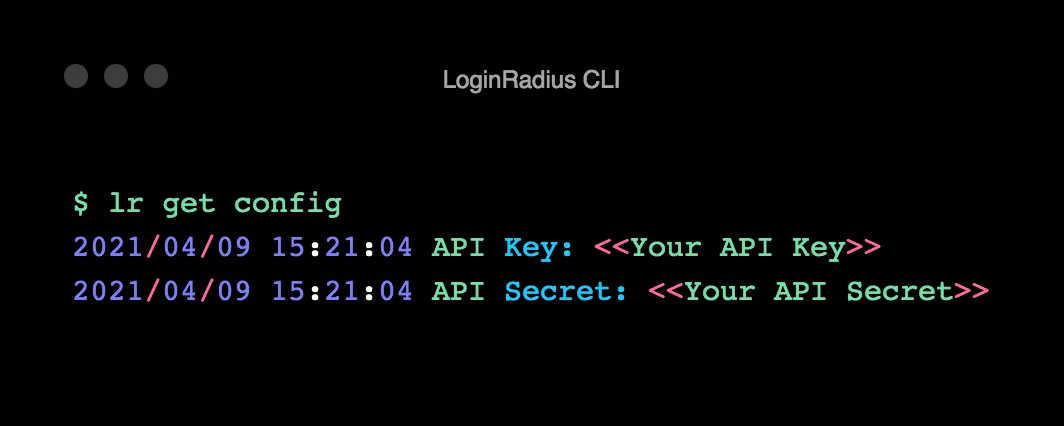 LoginRadius CLI
$ lr get config
2021/04/09 15:21:04 API Key: <<Your API Key>>
2021/04/09 15:21:04 API Secret: <<Your API Secret>>